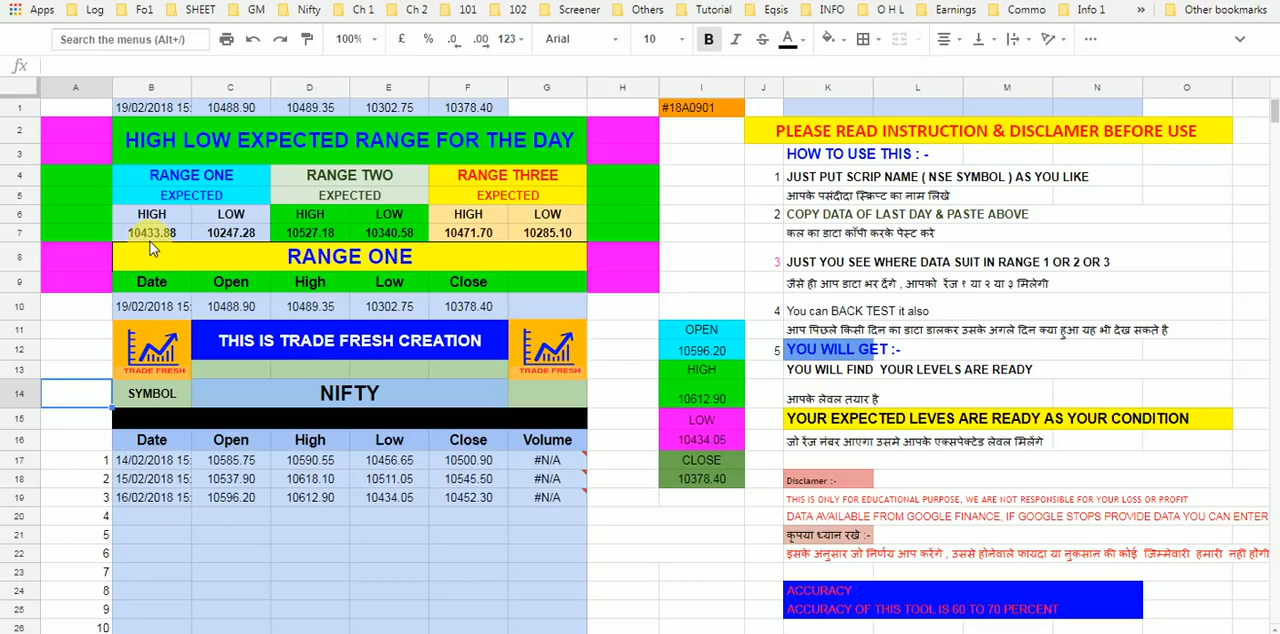 Apps Log Fo1 SHEET GM Nifty Ch 1 Ch 2 101 102 Screener Others Tutorial Eqsis INFO O H L Earnings Commo Info 1 » Other bookmarks
Search the menus (Alt+/) 100% £ % .0 .00 123 Arial 10 B I S A
fx
A B C D E F G H I J K L M N O
1 19/02/2018 15: 10488.90 10489.35 10302.75 10378.40 #18A0901
2 HIGH LOW EXPECTED RANGE FOR THE DAY PLEASE READ INSTRUCTION & DISCLAMER BEFORE USE
3 HOW TO USE THIS : -
4 RANGE ONE RANGE TWO RANGE THREE 1 JUST PUT SCRIP NAME ( NSE SYMBOL ) AS YOU LIKE
5 EXPECTED EXPECTED EXPECTED आपके पसंदीदा स्क्रिप्ट का नाम लिखे
6 HIGH LOW HIGH LOW HIGH LOW 2 COPY DATA OF LAST DAY & PASTE ABOVE
7 10433.88 10247.28 10527.18 10340.58 10471.70 10285.10 कल का डाटा कॉपी करके पेस्ट करे
8 RANGE ONE 3 JUST YOU SEE WHERE DATA SUIT IN RANGE 1 OR 2 OR 3
9 Date Open High Low Close जैसे ही आप डाटा भर देंगे , आपको रेंज १ या २ या ३ मिलेगी
10 19/02/2018 15: 10488.90 10489.35 10302.75 10378.40 4 You can BACK TEST it also
11 OPEN आप पिछले किसी दिन का डाटा डालकर उसके अगले दिन क्या हुआ यह भी देख सकते है
12 THIS IS TRADE FRESH CREATION 10596.20 5 YOU WILL GET :-
13 TRADE FRESH TRADE FRESH HIGH YOU WILL FIND YOUR LEVELS ARE READY
14 SYMBOL NIFTY 10612.90 आपके लेवल तयार है
15 LOW YOUR EXPECTED LEVES ARE READY AS YOUR CONDITION
16 Date Open High Low Close Volume 10434.05 जो रेंज नंबर आएगा उसमे आपके एक्सपेक्टेड लेवल मिलेंगे
17 1 14/02/2018 15: 10585.75 10590.55 10456.65 10500.90 #N/A CLOSE
18 2 15/02/2018 15: 10537.90 10618.10 10511.05 10545.50 #N/A 10378.40 Disclamer :-
19 3 16/02/2018 15: 10596.20 10612.90 10434.05 10452.30 #N/A THIS IS ONLY FOR EDUCATIONAL PURPOSE, WE ARE NOT RESPONSIBLE FOR YOUR LOSS OR PROFIT
20 4 DATA AVAILABLE FROM GOOGLE FINANCE, IF GOOGLE STOPS PROVIDE DATA YOU CAN ENTER
21 5 कृपया ध्यान रखे :-
22 6 इसके अनुसार जो निर्णय आप करेंगे , उससे होनेवाले फायदा या नुकसान की कोई जिम्मेवारी हमारी नहीं होंगी
23 7
24 8 ACCURACY :
25 9 ACCURACY OF THIS TOOL IS 60 TO 70 PERCENT
26 10